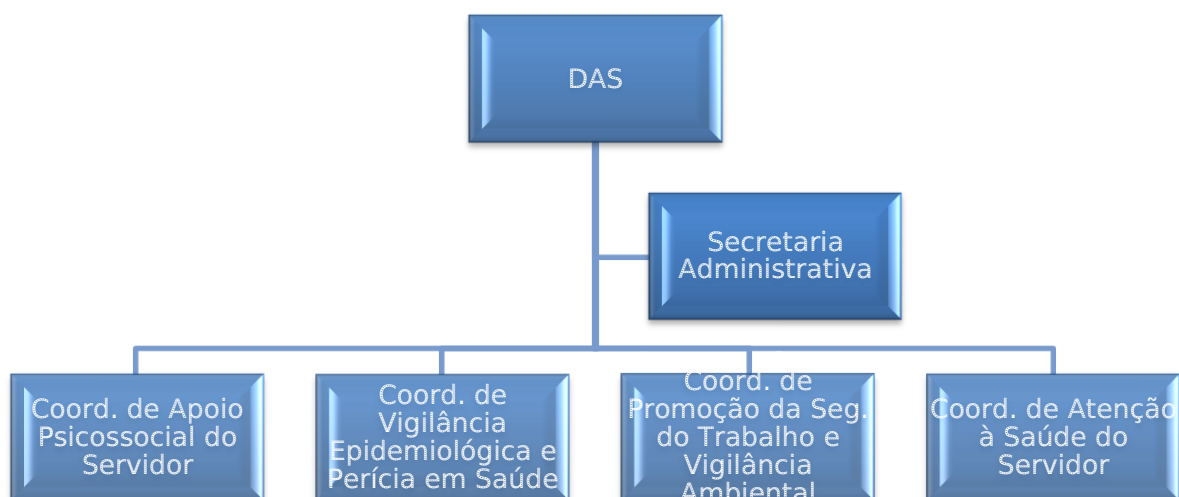 DAS
Secretaria
Administrativa
Coord. de Apoio
Psicossocial do
Servidor
Coord. de
Vigilância
Epidemiológica e
Perícia em Saúde
Coord. de
Promoção da Seg.
do Trabalho e
Vigilância
Ambiental
Coord. de Atenção
à Saúde do
Servidor